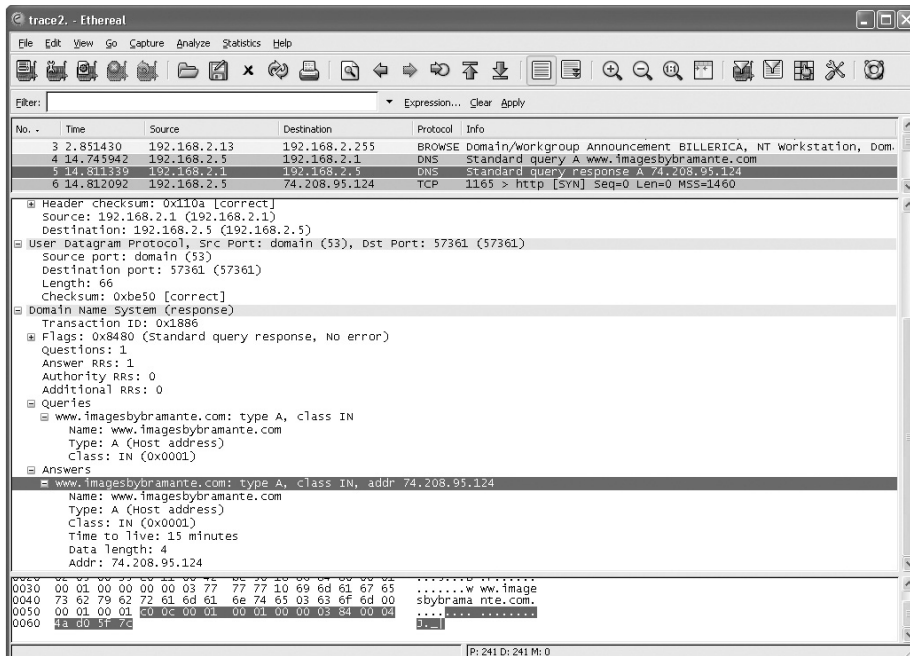 trace2. - Ethereal
File Edit View Go Capture Analyze Statistics Help
Filter: Expression... Clear Apply
No. - Time Source Destination Protocol Info
3 2.851430 192.168.2.13 192.168.2.255 BROWSE Domain/Workgroup Announcement BILLERICA, NT Workstation, Dom
4 14.745942 192.168.2.5 192.168.2.1 DNS Standard query A www.imagesbybramante.com
5 14.811339 192.168.2.1 192.168.2.5 DNS Standard query response A 74.208.95.124
6 14.812092 192.168.2.5 74.208.95.124 TCP 1165 > http [SYN] Seq=0 Len=0 MSS=1460
Header checksum: 0x110a [correct]
Source: 192.168.2.1 (192.168.2.1)
Destination: 192.168.2.5 (192.168.2.5)
User Datagram Protocol, Src Port: domain (53), Dst Port: 57361 (57361)
Source port: domain (53)
Destination port: 57361 (57361)
Length: 66
Checksum: 0xbe50 [correct]
Domain Name System (response)
Transaction ID: 0x1886
Flags: 0x8480 (Standard query response, No error)
Questions: 1
Answer RRs: 1
Authority RRs: 0
Additional RRs: 0
Queries
www.imagesbybramante.com: type A, class IN
Name: www.imagesbybramante.com
Type: A (Host address)
Class: IN (0x0001)
Answers
www.imagesbybramante.com: type A, class IN, addr 74.208.95.124
Name: www.imagesbybramante.com
Type: A (Host address)
Class: IN (0x0001)
Time to live: 15 minutes
Data length: 4
Addr: 74.208.95.124
0030 00 01 00 00 00 00 03 77 77 77 10 69 6d 61 67 65 .......w ww.image
0040 73 62 79 62 72 61 6d 61 6e 74 65 03 63 6f 6d 00 sbybrama nte.com.
0050 00 01 00 01 c0 0c 00 01 00 01 00 00 03 84 00 04 ........ ........
0060 4a d0 5f 7c J._|
P: 241 D: 241 M: 0